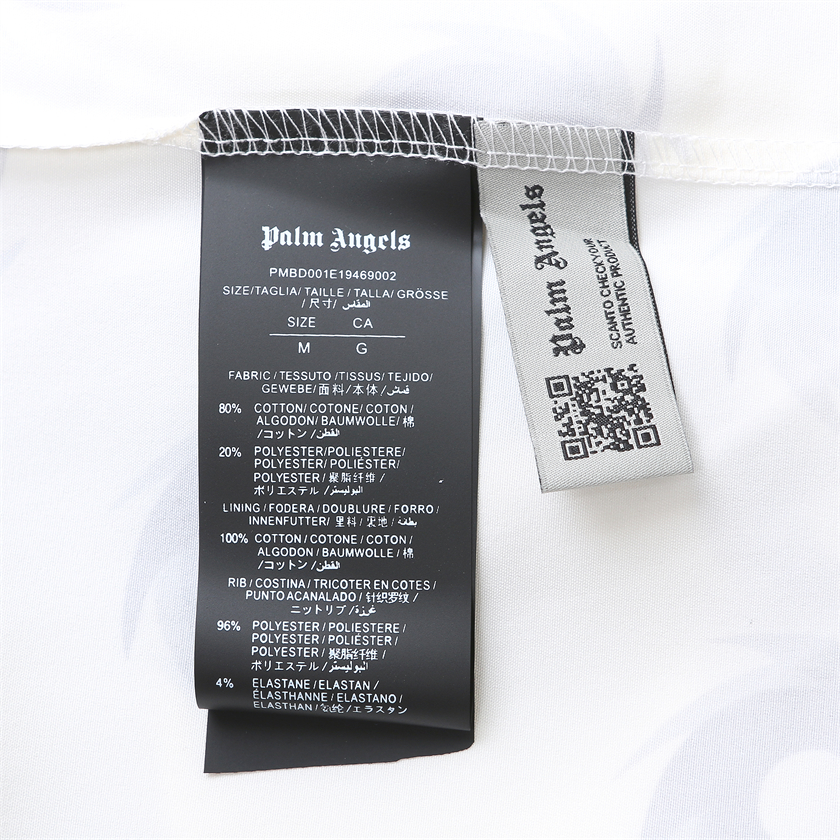 Palm Angels
PMBD001E19469002
SIZE/TAGLIA/TAILLE/TALLA/GRÖSSE
/尺寸/ المقاس
SIZE CA
M G
FABRIC/TESSUTO/TISSUS/TEJIDO/
GEWEBE/面料/本体/قماش
80% COTTON/COTONE/COTON/
ALGODON/BAUMWOLLE/棉
/コットン/القطن
20% POLYESTER/POLIESTERE/
POLYESTER/POLIÉSTER/
POLYESTER/聚脂纤维/
ポリエステル/البوليستر
LINING/FODERA/DOUBLURE/FORRO/
INNENFUTTER/里料/裏地/بطانة
100% COTTON/COTONE/COTON/
ALGODON/BAUMWOLLE/棉
/コットン/القطن
RIB/COSTINA/TRICOTER EN COTES/
PUNTO ACANALADO/针织罗纹/
ニットリブ/غرزة
96% POLYESTER/POLIESTERE/
POLYESTER/POLIÉSTER/
POLYESTER/聚脂纤维/
ポリエステル/البوليستر
4% ELASTANE/ELASTAN/
ÉLASTHANNE/ELASTANO/
ELASTHAN/氨纶/エラスタン
Palm Angels
SCAN TO CHECK YOUR
AUTHENTIC PRODUCT